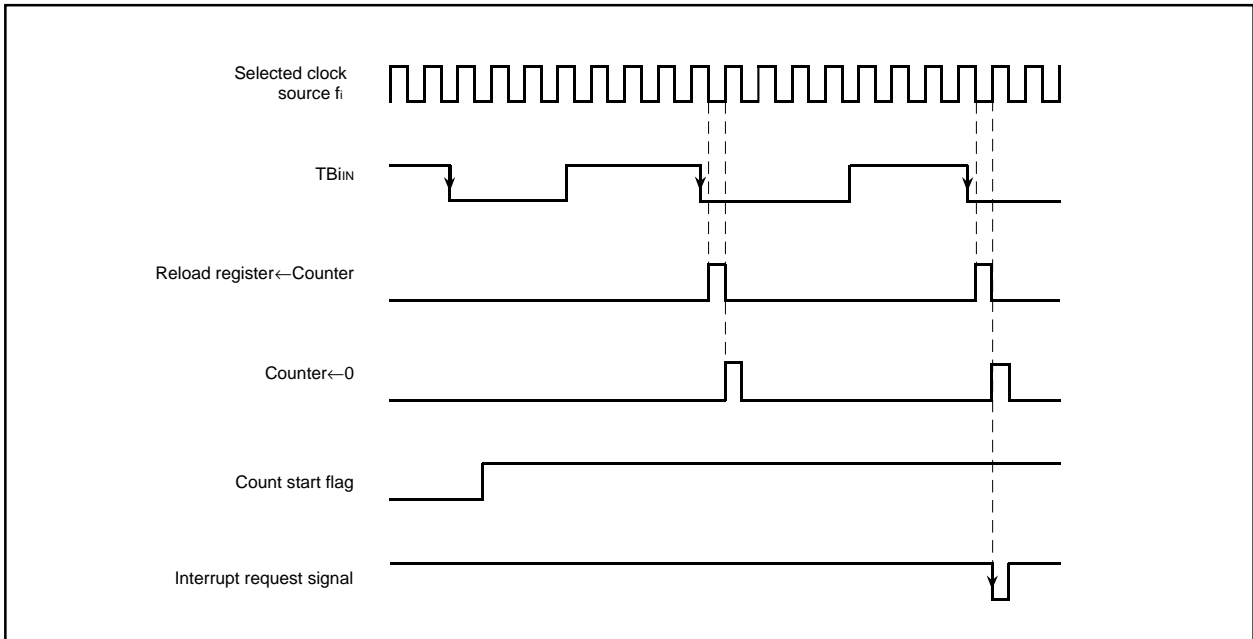 Selected clock
source fi
TBiIN
Reload register←Counter
Counter←0
Count start flag
Interrupt request signal